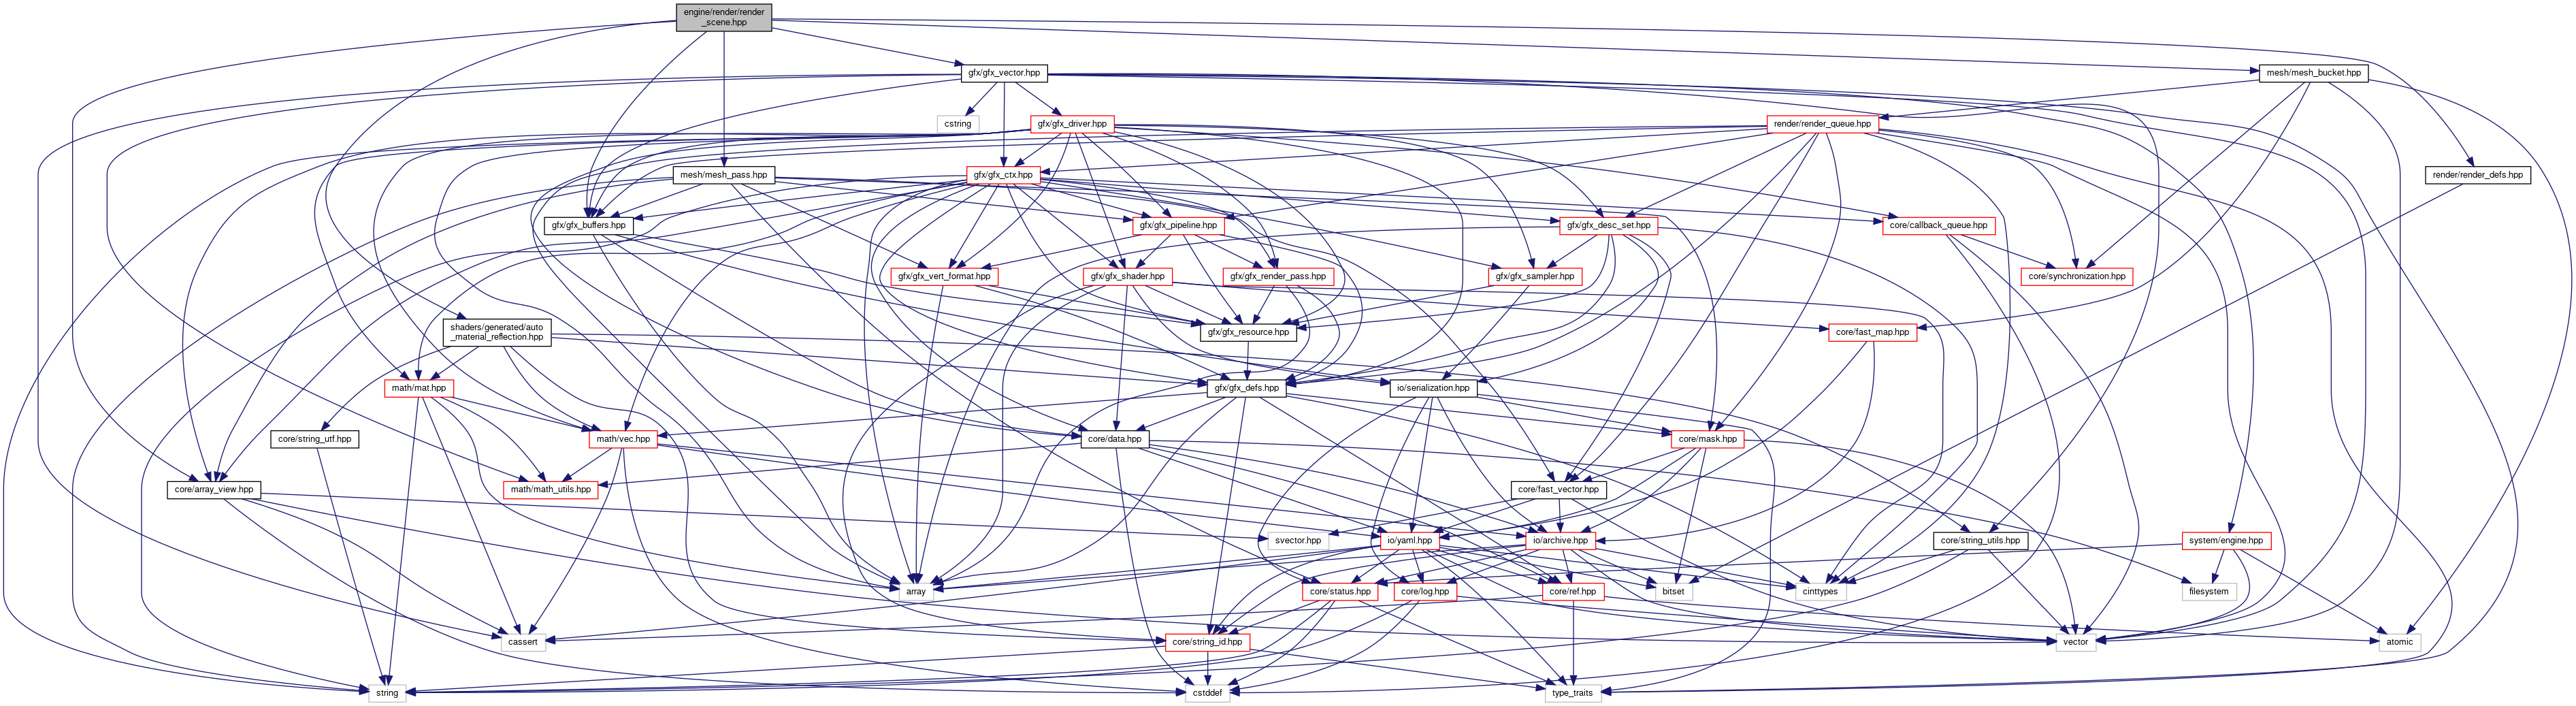 engine/render/render
_scene.hpp
gfx/gfx_vector.hpp
mesh/mesh_bucket.hpp
cstring
gfx/gfx_driver.hpp
render/render_queue.hpp
mesh/mesh_pass.hpp
gfx/gfx_ctx.hpp
render/render_defs.hpp
gfx/gfx_buffers.hpp
gfx/gfx_pipeline.hpp
gfx/gfx_desc_set.hpp
core/callback_queue.hpp
gfx/gfx_vert_format.hpp
gfx/gfx_shader.hpp
gfx/gfx_render_pass.hpp
gfx/gfx_sampler.hpp
core/synchronization.hpp
shaders/generated/auto
_material_reflection.hpp
gfx/gfx_resource.hpp
core/fast_map.hpp
math/mat.hpp
gfx/gfx_defs.hpp
io/serialization.hpp
core/string_utf.hpp
math/vec.hpp
core/data.hpp
core/mask.hpp
core/array_view.hpp
math/math_utils.hpp
core/fast_vector.hpp
svector.hpp
io/yaml.hpp
io/archive.hpp
core/string_utils.hpp
system/engine.hpp
array
core/status.hpp
core/log.hpp
core/ref.hpp
bitset
cinttypes
filesystem
cassert
core/string_id.hpp
vector
atomic
string
cstddef
type_traits